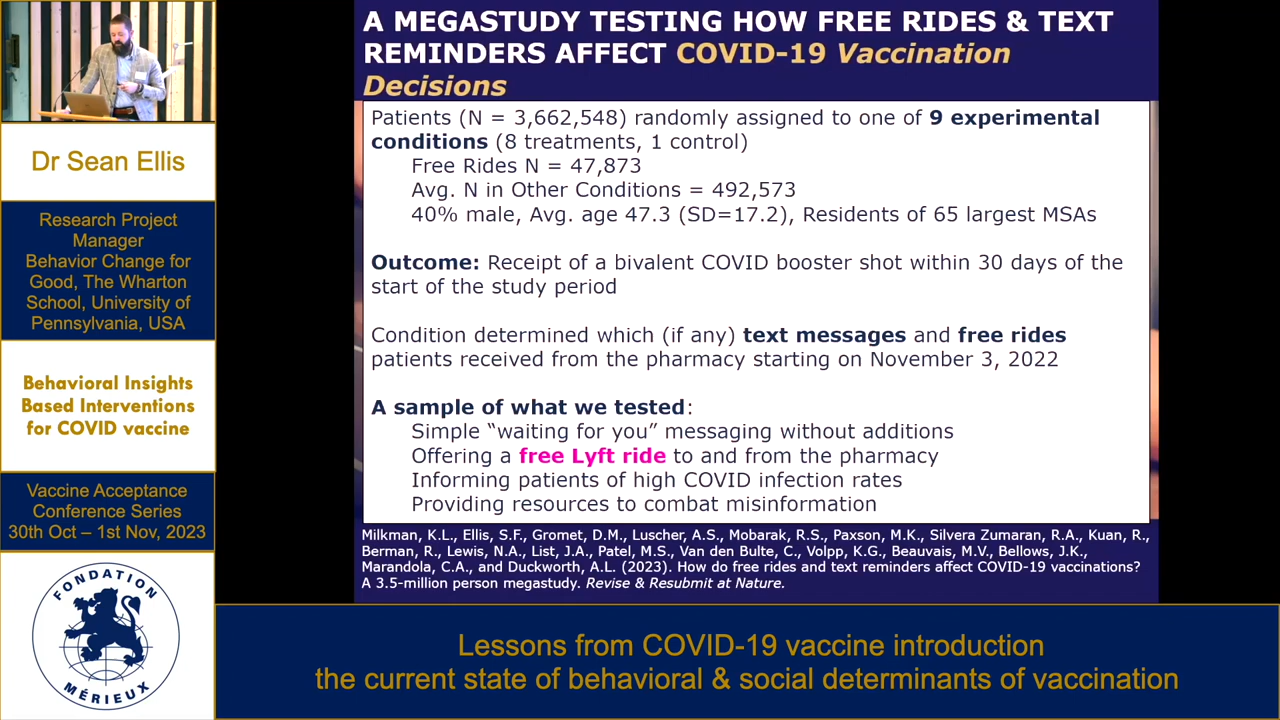 Dr Sean Ellis
Research Project
Manager
Behavior Change for
Good, The Wharton
School, University of
Pennsylvania, USA
Behavioral Insights
Based Interventions
for COVID vaccine
Vaccine Acceptance
Conference Series
30th Oct – 1st Nov, 2023
FONDATION
MÉRIEUX
A MEGASTUDY TESTING HOW FREE RIDES & TEXT
REMINDERS AFFECT COVID-19 Vaccination
Decisions
Patients (N = 3,662,548) randomly assigned to one of 9 experimental
conditions (8 treatments, 1 control)
Free Rides N = 47,873
Avg. N in Other Conditions = 492,573
40% male, Avg. age 47.3 (SD=17.2), Residents of 65 largest MSAs
Outcome: Receipt of a bivalent COVID booster shot within 30 days of the
start of the study period
Condition determined which (if any) text messages and free rides
patients received from the pharmacy starting on November 3, 2022
A sample of what we tested:
Simple “waiting for you” messaging without additions
Offering a free Lyft ride to and from the pharmacy
Informing patients of high COVID infection rates
Providing resources to combat misinformation
Milkman, K.L., Ellis, S.F., Gromet, D.M., Luscher, A.S., Mobarak, R.S., Paxson, M.K., Silvera Zumaran, R.A., Kuan, R.,
Berman, R., Lewis, N.A., List, J.A., Patel, M.S., Van den Bulte, C., Volpp, K.G., Beauvais, M.V., Bellows, J.K.,
Marandola, C.A., and Duckworth, A.L. (2023). How do free rides and text reminders affect COVID-19 vaccinations?
A 3.5-million person megastudy. Revise & Resubmit at Nature.
Lessons from COVID-19 vaccine introduction
the current state of behavioral & social determinants of vaccination